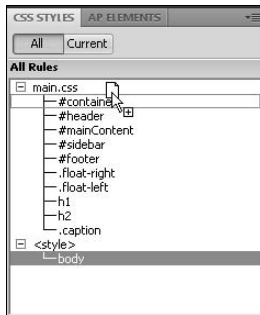 CSS STYLES AP ELEMENTS
All Current
All Rules
main.css
#container
#header
#mainContent
#sidebar
#footer
.float-right
.float-left
h1
h2
.caption
<style>
body